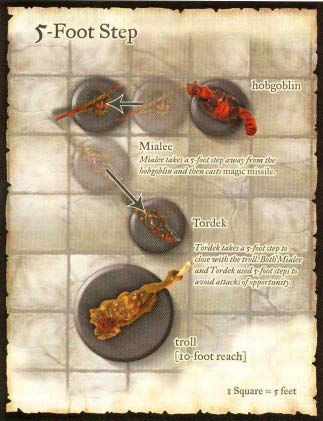 5-Foot Step
hobgoblin
Mialee
Mialee takes a 5-foot step away from the
hobgoblin and then casts magic missile.
Tordek
Tordek takes a 5-foot step to
close with the troll. Both Mialee
and Tordek used 5-foot steps to
avoid attacks of opportunity.
troll
[10-foot reach]
1 Square = 5 feet